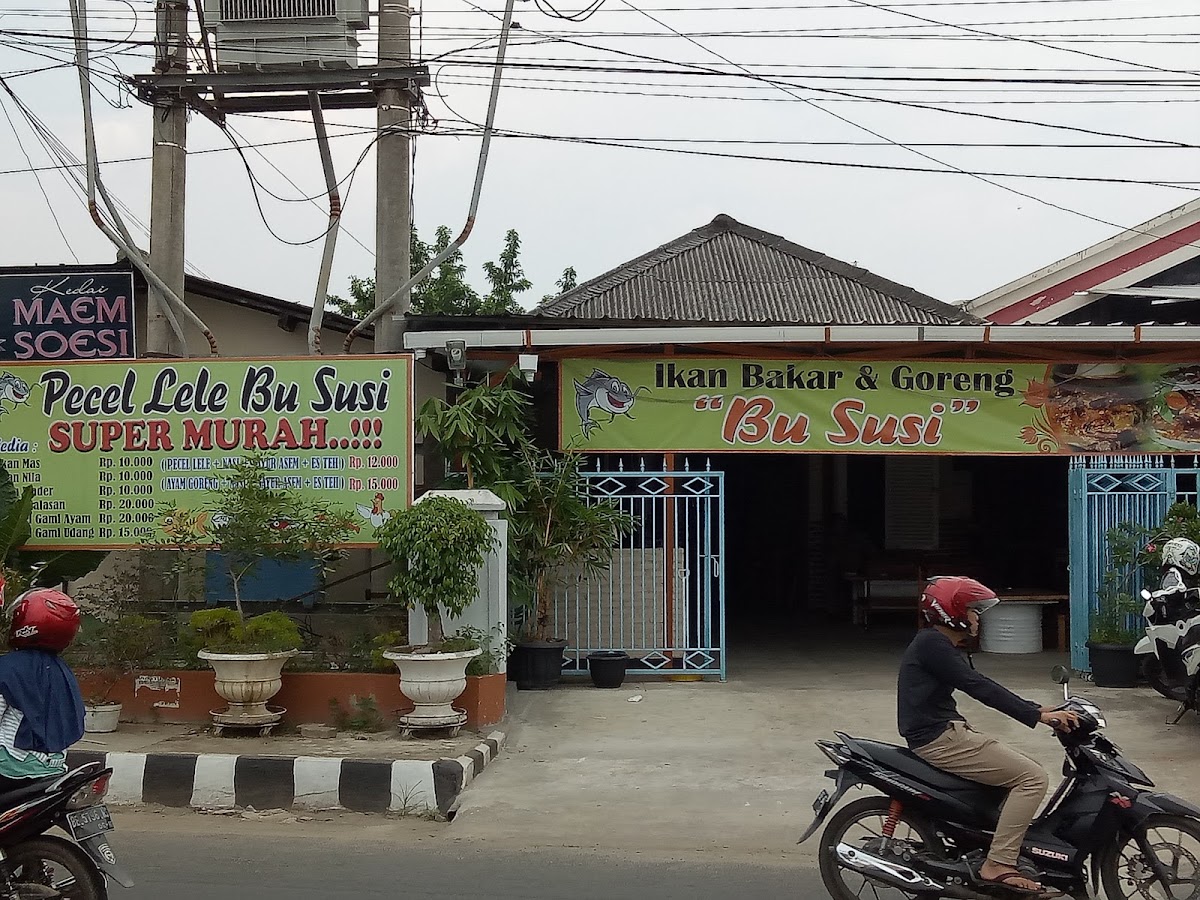 Kedai
MAEM
SOESI
Pecel Lele Bu Susi
SUPER MURAH..!!!
Rp. 10.000
Rp. 10.000
Rp. 10.000
Rp. 20.000
Gaml Ayam Rp. 20.000
Gaml Udang Rp. 15.000
Rp. 12.000
Rp. 15.000
Ikan Bakar & Goreng
"Bu Susi"
SUZUKI